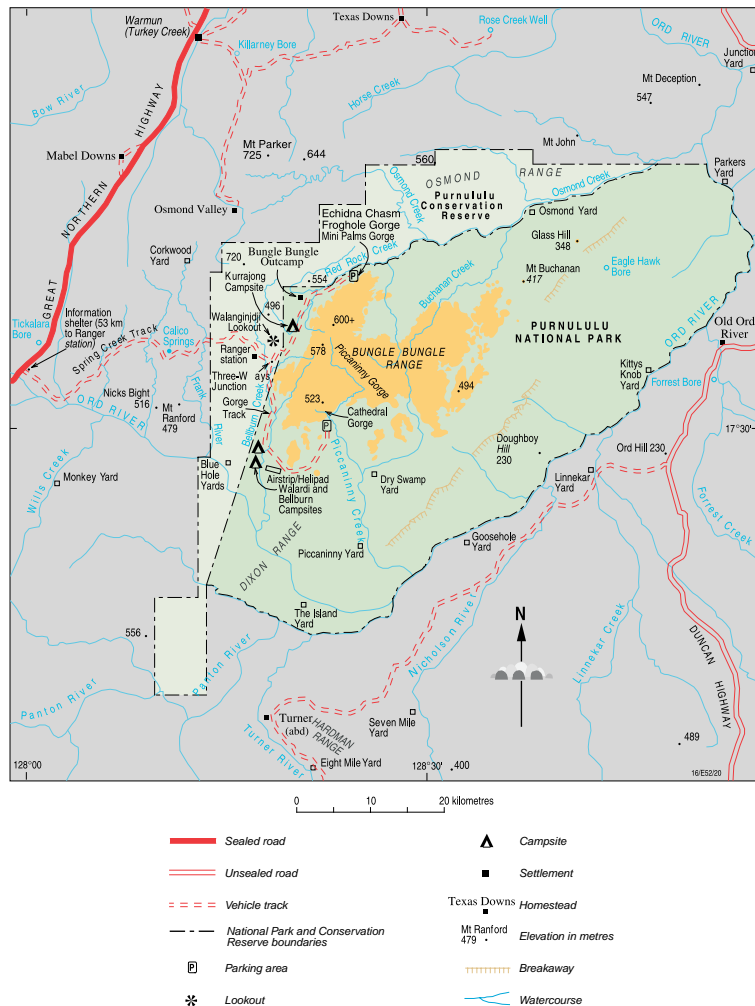 Warmun
(Turkey Creek)
Texas Downs
Rose Creek Well
ORD RIVER
Junction
Yard
Killarney Bore
Mt Deception
547
Bow River
Horse Creek
HIGHWAY
Mt John
Mt Parker
725
644
560
Mabel Downs
OSMOND RANGE
Parkers
Yard
Osmond Creek
Purnululu
Conservation
Reserve
Osmond Creek
NORTHERN
Osmond Valley
Echidna Chasm
Froghole Gorge
Mini Palms Gorge
P
Osmond Yard
Glass Hill
348
Corkwood
Yard
720
Bungle Bungle
Outcamp
Red Rock Creek
Kurrajong
Campsite
554
Buchanan Creek
Mt Buchanan
417
Eagle Hawk
Bore
GREAT
Information
shelter (53 km
to Ranger
station)
496
Walanginjdji
Lookout
600+
PURNULULU
NATIONAL PARK
ORD RIVER
Old Ord
River
Tickalara
Bore
Spring Creek Track
Calico
Springs
Ranger
station
578
BUNGLE BUNGLE
RANGE
Piccaninny Gorge
Three-W ays
Junction
Kittys
Knob
Yard
Forrest Bore
Nicks Bight
516
Mt
Ranford
479
Frank
River
Gorge
Track
Bellburn Creek
523
494
Cathedral
Gorge
P
ORD RIVER
17°30'
17°30'
Doughboy
Hill
230
Ord Hill 230
Wills Creek
Monkey Yard
Blue
Hole
Yards
Airstrip/Helipad
Walardi and
Bellburn
Campsites
Piccaninny Creek
Dry Swamp
Yard
Linnekar
Yard
Forrest Creek
Goosehole
Yard
DIXON RANGE
Piccaninny Yard
The Island
Yard
N
556
Nicholson River
Linnekar Creek
DUNCAN
HIGHWAY
Panton River
Panton River
Turner
(abd)
HARDMAN
RANGE
Seven Mile
Yard
Turner River
489
128°00
Eight Mile Yard
128°30'
400
16/E52/20
0 10 20 kilometres
Sealed road
Campsite
Unsealed road
Settlement
Vehicle track
Texas Downs
Homestead
National Park and Conservation
Reserve boundaries
Mt Ranford
479
Elevation in metres
P
Parking area
Breakaway
Lookout
Watercourse